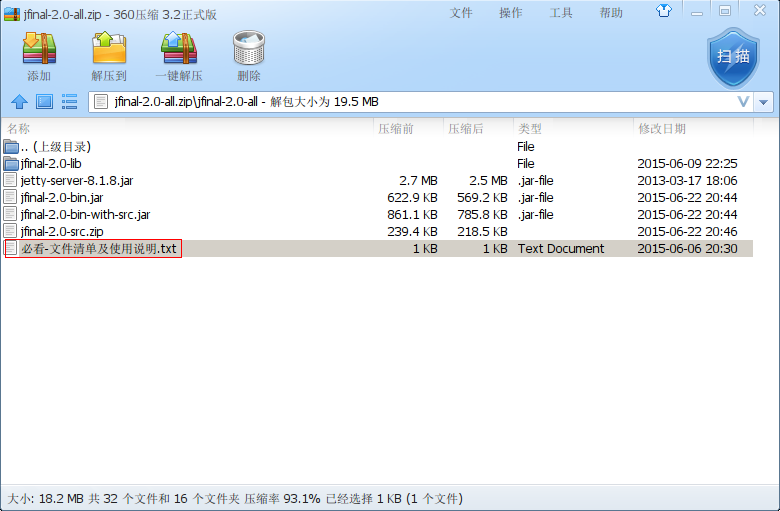 jfinal-2.0-all.zip - 360压缩 3.2正式版 文件 操作 工具 帮助
添加 解压到 一键解压 删除 扫描
jfinal-2.0-all.zip\jfinal-2.0-all - 解包大小为 19.5 MB
名称 压缩前 压缩后 类型 修改日期
.. (上级目录) File
jfinal-2.0-lib File 2015-06-09 22:25
jetty-server-8.1.8.jar 2.7 MB 2.5 MB .jar-file 2013-03-17 18:06
jfinal-2.0-bin.jar 622.9 KB 569.2 KB .jar-file 2015-06-22 20:44
jfinal-2.0-bin-with-src.jar 861.1 KB 785.8 KB .jar-file 2015-06-22 20:44
jfinal-2.0-src.zip 239.4 KB 218.5 KB 2015-06-22 20:46
必看-文件清单及使用说明.txt 1 KB 1 KB Text Document 2015-06-06 20:30
大小: 18.2 MB 共 32 个文件和 16 个文件夹 压缩率 93.1% 已经选择 1 KB (1 个文件)